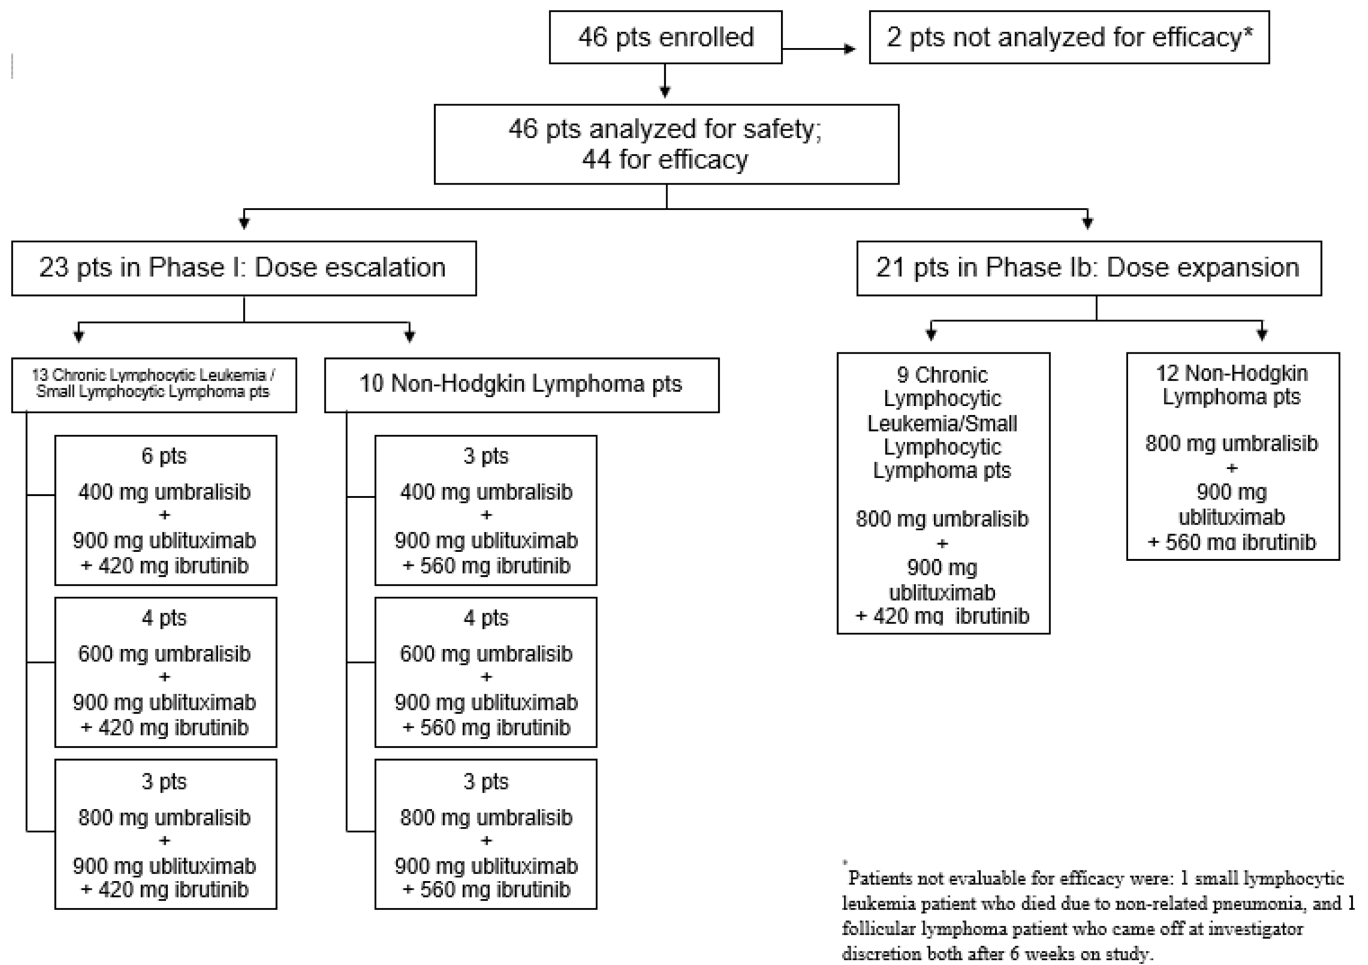 46 pts enrolled
2 pts not analyzed for efficacy*
46 pts analyzed for safety;
44 for efficacy
23 pts in Phase I: Dose escalation
21 pts in Phase Ib: Dose expansion
13 Chronic Lymphocytic Leukemia /
Small Lymphocytic Lymphoma pts
6 pts
400 mg umbralisib
+
900 mg ublituximab
+ 420 mg ibrutinib
4 pts
600 mg umbralisib
+
900 mg ublituximab
+ 420 mg ibrutinib
3 pts
800 mg umbralisib
+
900 mg ublituximab
+ 420 mg ibrutinib
10 Non-Hodgkin Lymphoma pts
3 pts
400 mg umbralisib
+
900 mg ublituximab
+ 560 mg ibrutinib
4 pts
600 mg umbralisib
+
900 mg ublituximab
+ 560 mg ibrutinib
3 pts
800 mg umbralisib
+
900 mg ublituximab
+ 560 mg ibrutinib
9 Chronic
Lymphocytic
Leukemia/Small
Lymphocytic
Lymphoma pts
800 mg umbralisib
+
900 mg
ublituximab
+ 420 mg ibrutinib
12 Non-Hodgkin
Lymphoma pts
800 mg umbralisib
+
900 mg
ublituximab
+ 560 mg ibrutinib
*Patients not evaluable for efficacy were: 1 small lymphocytic
leukemia patient who died due to non-related pneumonia, and 1
follicular lymphoma patient who came off at investigator
discretion both after 6 weeks on study.